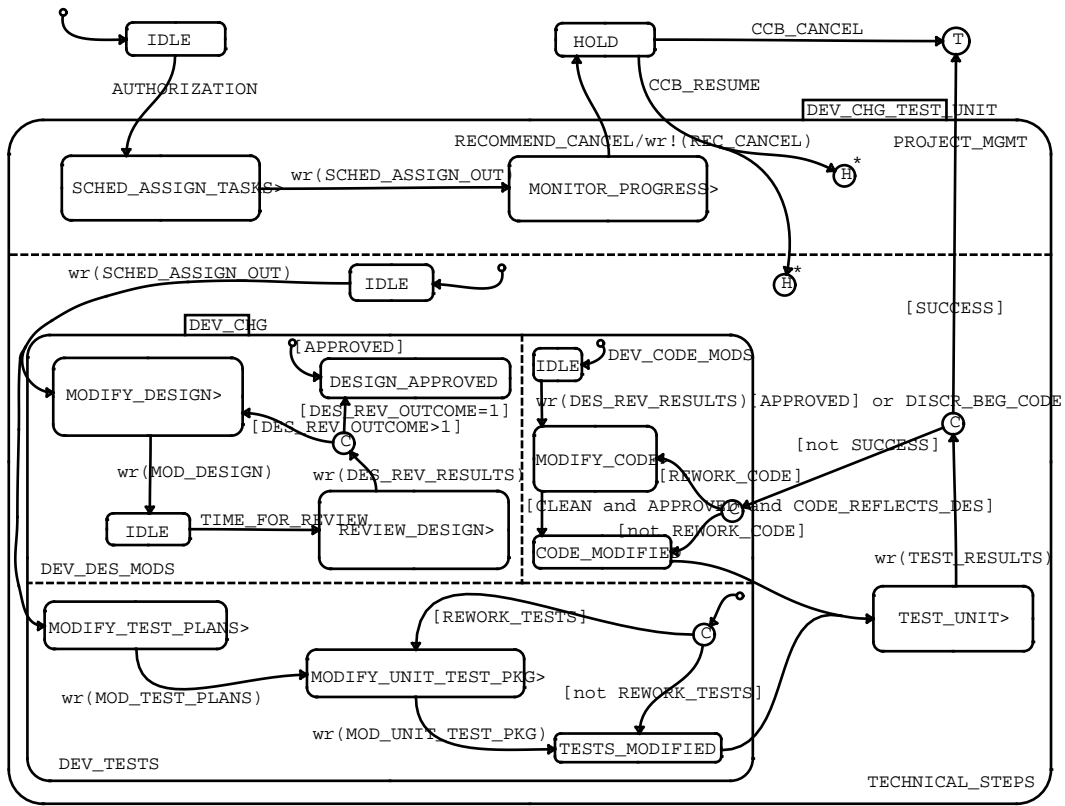 IDLE
HOLD
CCB_CANCEL
T
AUTHORIZATION
CCB_RESUME
DEV_CHG_TEST_UNIT
RECOMMEND_CANCEL/wr!(REC_CANCEL)
PROJECT_MGMT
SCHED_ASSIGN_TASKS>
wr(SCHED_ASSIGN_OUT
MONITOR_PROGRESS>
H*
wr(SCHED_ASSIGN_OUT)
IDLE
H*
[SUCCESS]
DEV_CHG
[APPROVED]
DEV_CODE_MODS
IDLE
DESIGN_APPROVED
MODIFY_DESIGN>
wr(DES_REV_RESULTS)[APPROVED] or DISCR_BEG_CODE
[DES_REV_OUTCOME=1]
[DES_REV_OUTCOME>1]
C
C
[not SUCCESS]
MODIFY_CODE
wr(MOD_DESIGN)
wr(DES_REV_RESULTS)
[REWORK_CODE]
[CLEAN and APPROVED and CODE_REFLECTS_DES]
C
TIME_FOR_REVIEW
IDLE
REVIEW_DESIGN>
[not REWORK_CODE]
CODE_MODIFIED
wr(TEST_RESULTS)
DEV_DES_MODS
[REWORK_TESTS]
C
TEST_UNIT>
MODIFY_TEST_PLANS>
MODIFY_UNIT_TEST_PKG>
[not REWORK_TESTS]
wr(MOD_TEST_PLANS)
wr(MOD_UNIT_TEST_PKG)
TESTS_MODIFIED
DEV_TESTS
TECHNICAL_STEPS